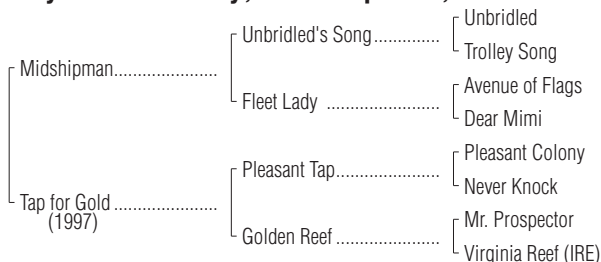 Unbridled
Unbridled's Song..............
Trolley Song
Midshipman......................
Avenue of Flags
Fleet Lady ........................
Dear Mimi
Pleasant Colony
Pleasant Tap......................
Never Knock
Tap for Gold ......................
(1997)
Mr. Prospector
Golden Reef ......................
Virginia Reef (IRE)